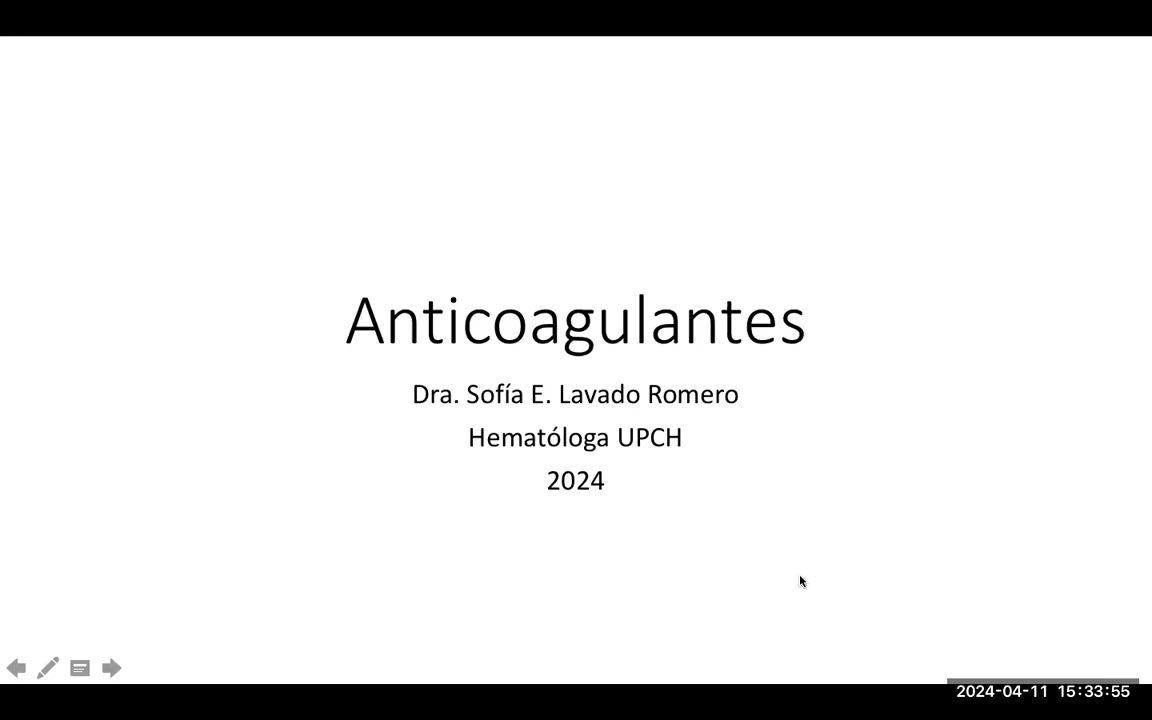 Anticoagulantes
Dra. Sofía E. Lavado Romero
Hematóloga UPCH
2024
2024-04-11 15:33:55